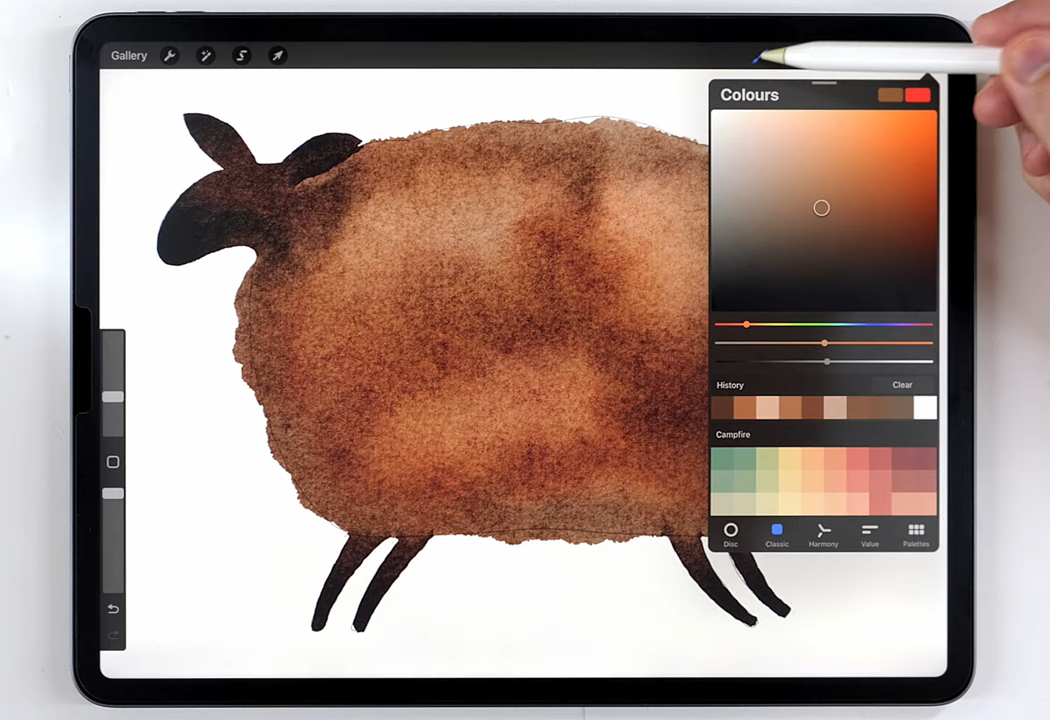 Gallery
Colours
History
Clear
Campfire
Disc
Classic
Harmony
Value
Palettes